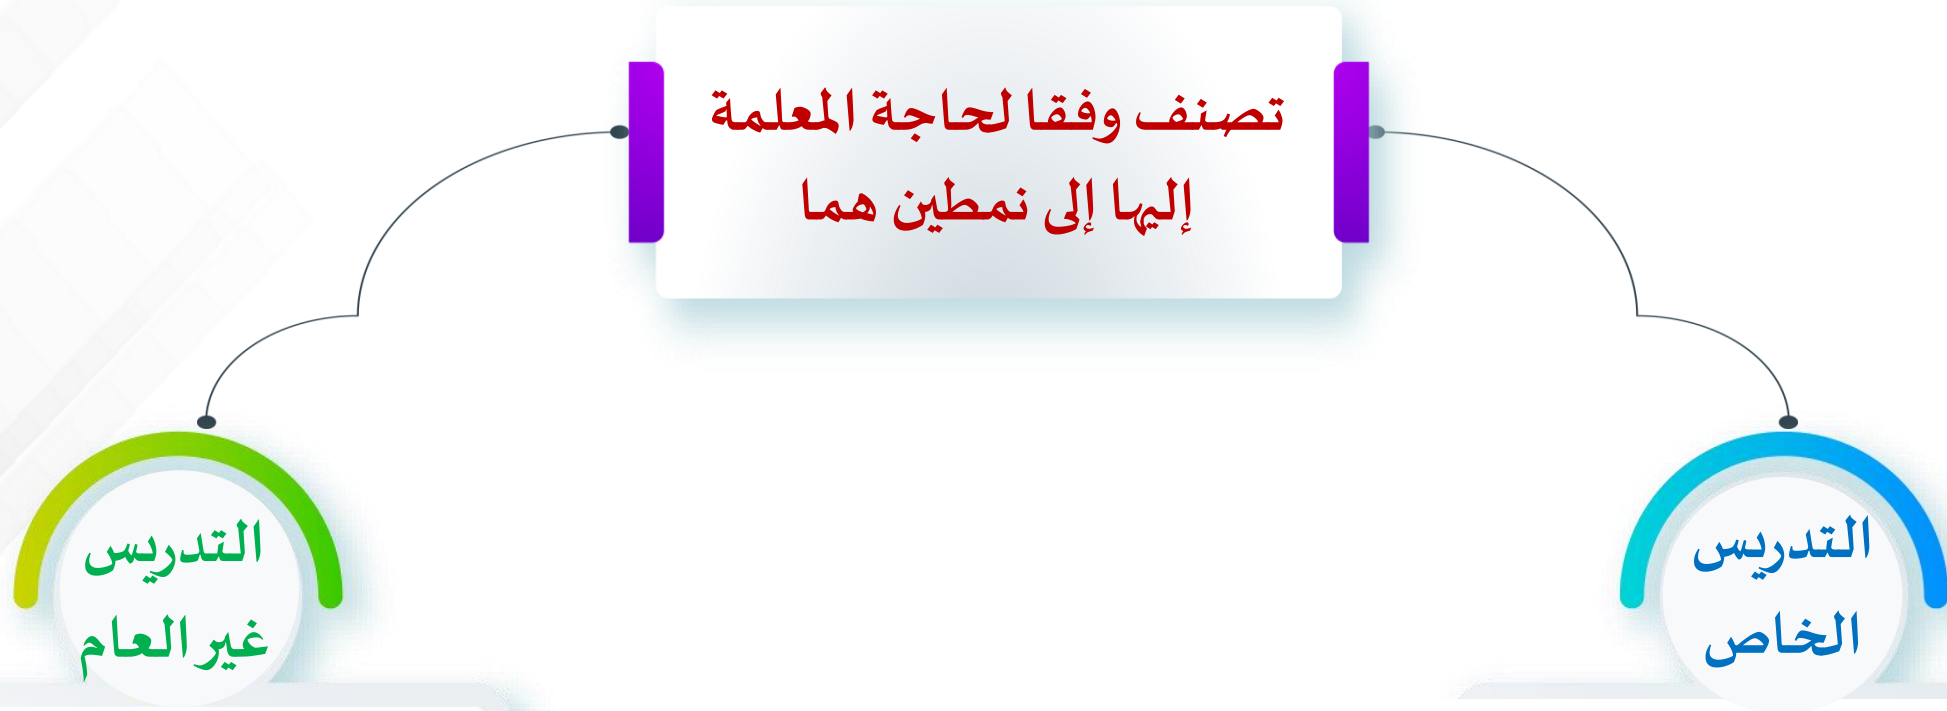 تصنف وفقا لحاجة المعلمة
إليها إلى نمطين هما
التدريس
الخاص
التدريس
غير العام